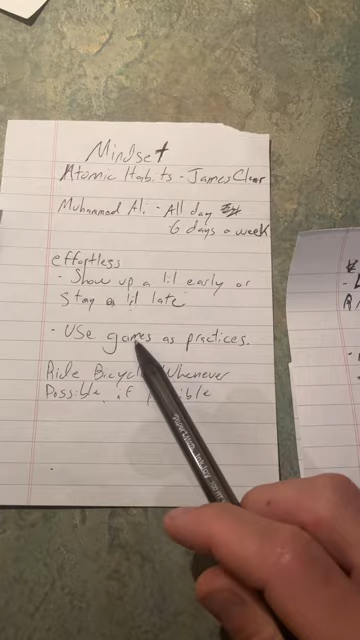 Mindset
Atomic Habits - James Clear
Muhammad Ali - All day
6 days a week
effortless
- Show up a lil early or
Stay a lil late
- Use games as practices.
Ride Bicycle Whenever
Possible, if possible